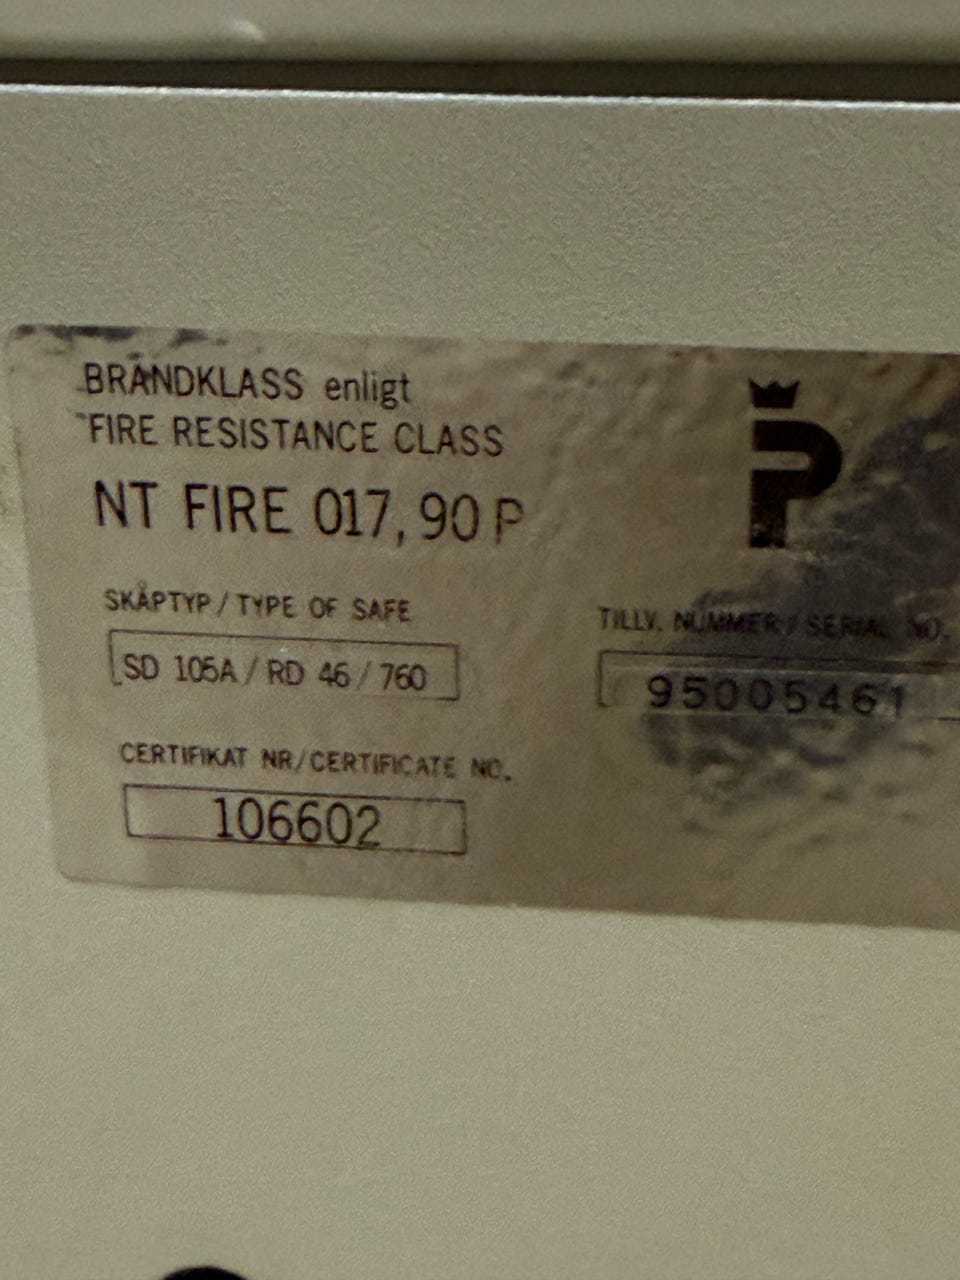 BRANDKLASS enligt
FIRE RESISTANCE CLASS
NT FIRE 017, 90 P
SKÅPTYP / TYPE OF SAFE
SD 105A / RD 46 / 760
TILLV. NUMMER / SERIAL NO.
95005461
CERTIFIKAT NR/CERTIFICATE NO.
106602
P